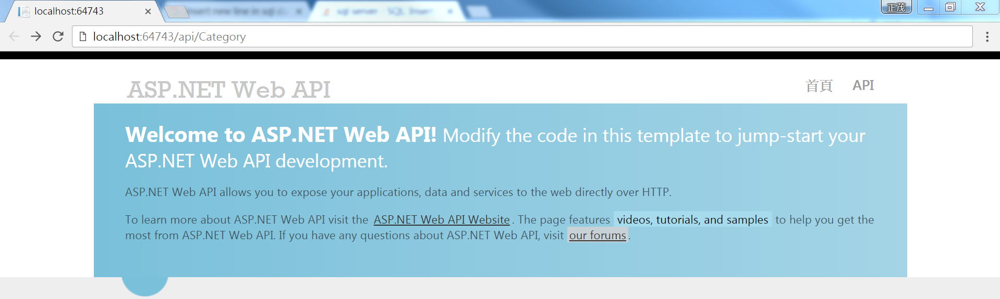 localhost:64743
sql server - SQL Insert
正茂
localhost:64743/api/Category
ASP.NET Web API
首頁 API
Welcome to ASP.NET Web API! Modify the code in this template to jump-start your
ASP.NET Web API development.
ASP.NET Web API allows you to expose your applications, data and services to the web directly over HTTP.
To learn more about ASP.NET Web API visit the ASP.NET Web API Website. The page features videos, tutorials, and samples to help you get the
most from ASP.NET Web API. If you have any questions about ASP.NET Web API, visit our forums.